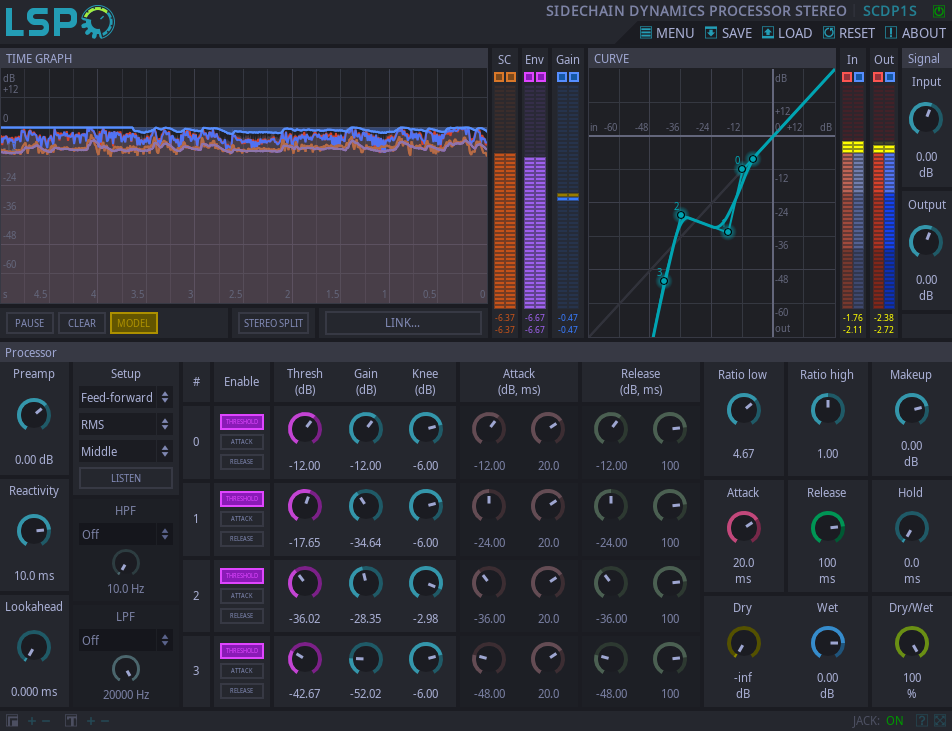 LSP
SIDECHAIN DYNAMICS PROCESSOR STEREO SCDP1S
MENU SAVE LOAD RESET ABOUT
TIME GRAPH SC Env Gain CURVE In Out Signal
dB
+12
0
-24
-36
-48
-60
s 4.5 4 3.5 3 2.5 2 1.5 1 0.5 0
-6.37 -6.67 -0.47
-6.37 -6.67 -0.47
dB
+12
in -60 -48 -36 -24 -12 0 +12 dB
-12
-24
-36
-48
-60
out
0
1
2
3
-1.76 -2.38
-2.11 -2.72
Input
0.00
dB
Output
0.00
dB
PAUSE CLEAR MODEL STEREO SPLIT LINK...
Processor
Preamp
0.00 dB
Reactivity
10.0 ms
Lookahead
0.000 ms
Setup
Feed-forward
RMS
Middle
LISTEN
HPF
Off
10.0 Hz
LPF
Off
20000 Hz
# Enable Thresh (dB) Gain (dB) Knee (dB) Attack (dB, ms) Release (dB, ms)
0 THRESHOLD ATTACK RELEASE
-12.00 -12.00 -6.00 -12.00 20.0 -12.00 100
1 THRESHOLD ATTACK RELEASE
-17.65 -34.64 -6.00 -24.00 20.0 -24.00 100
2 THRESHOLD ATTACK RELEASE
-36.02 -28.35 -2.98 -36.00 20.0 -36.00 100
3 THRESHOLD ATTACK RELEASE
-42.67 -52.02 -6.00 -48.00 20.0 -48.00 100
Ratio low Ratio high Makeup
4.67 1.00 0.00
dB
Attack Release Hold
20.0 100 0.0
ms ms ms
Dry Wet Dry/Wet
-inf 0.00 100
dB dB %
JACK: ON